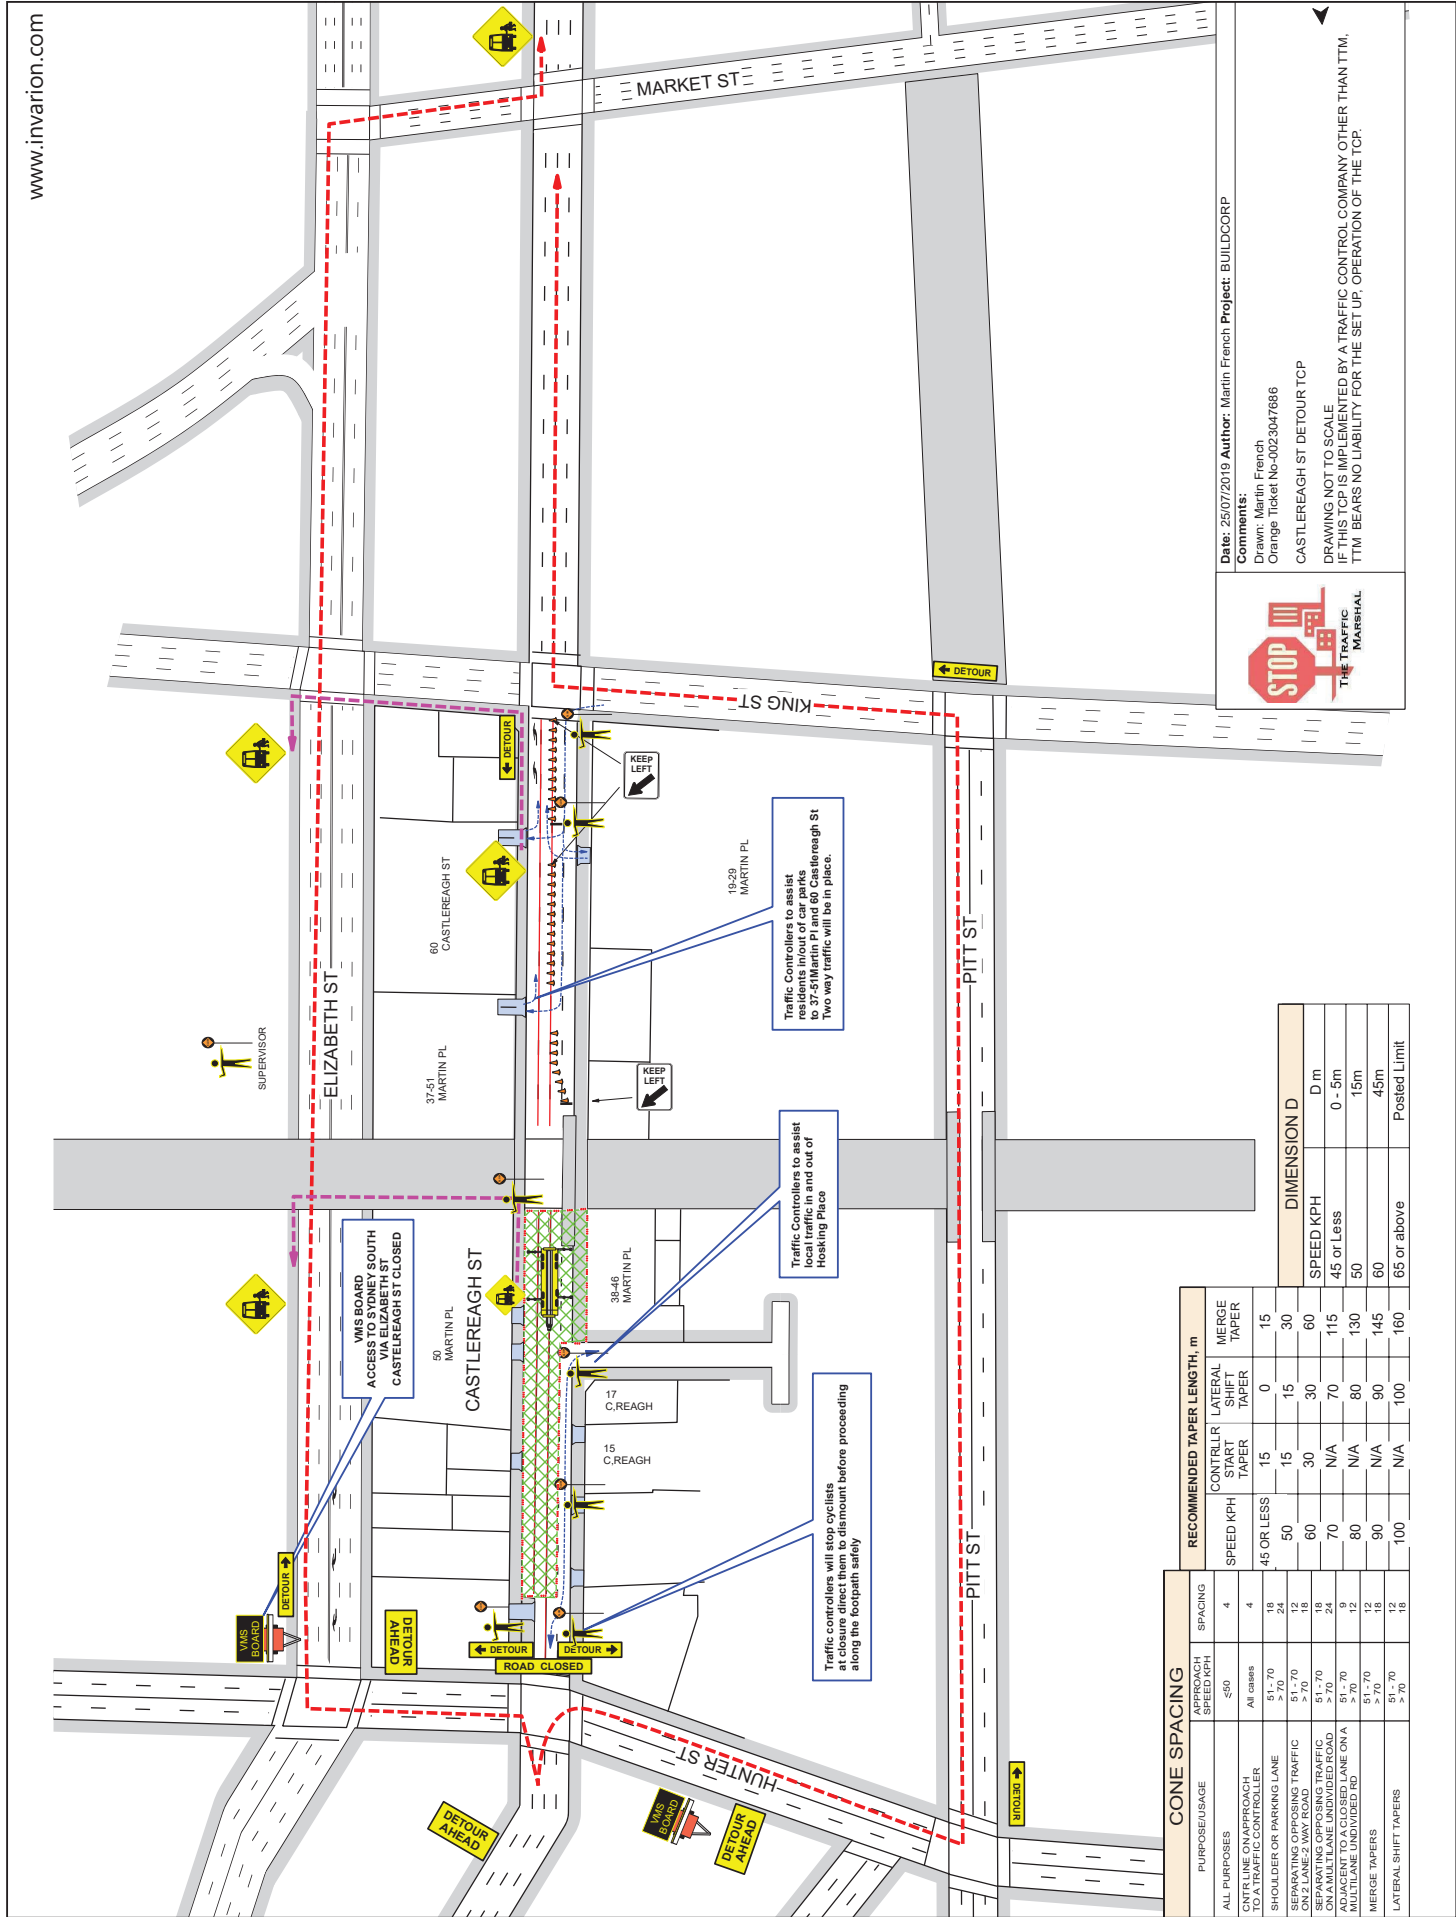 www.invarion.com
MARKET ST
ELIZABETH ST
SUPERVISOR
KING ST
DETOUR
DETOUR
KEEP
LEFT
60
CASTLEREAGH ST
37-51
MARTIN PL
19-29
MARTIN PL
Traffic Controllers to assist
residents in/out of car parks
to 37-51Martin Pl and 60 Castlereagh St
Two way traffic will be in place.
KEEP
LEFT
PITT ST
VMS BOARD
ACCESS TO SYDNEY SOUTH
VIA ELIZABETH ST
CASTELREAGH ST CLOSED
50
MARTIN PL
CASTLEREAGH ST
38-46
MARTIN PL
Traffic Controllers to assist
local traffic in and out of
Hosking Place
17
C,REAGH
15
C,REAGH
Traffic controllers will stop cyclists
at closure direct them to dismount before proceeding
along the footpath safely
VMS
BOARD
DETOUR
DETOUR
AHEAD
DETOUR
DETOUR
ROAD CLOSED
HUNTER ST
PITT ST
DETOUR
AHEAD
VMS
BOARD
DETOUR
AHEAD
DETOUR
CONE SPACING
PURPOSE/USAGE APPROACH SPEED KPH SPACING
ALL PURPOSES ≤50 4
CNTR LINE ON APPROACH
TO A TRAFFIC CONTROLLER All cases 4
SHOULDER OR PARKING LANE 51 - 70 18
> 70 24
SEPARATING OPPOSING TRAFFIC 51 - 70 12
ON 2 LANE-2 WAY ROAD > 70 18
SEPARATING OPPOSING TRAFFIC 51 - 70 18
ON A MULTILANE UNDIVIDED ROAD > 70 24
ADJACENT TO A CLOSED LANE ON A 51 - 70 9
MULTILANE UNDIVIDED RD > 70 12
MERGE TAPERS 51 - 70 12
> 70 18
LATERAL SHIFT TAPERS 51 - 70 12
> 70 18
RECOMMENDED TAPER LENGTH, m
SPEED KPH CONTRLLR START TAPER LATERAL SHIFT TAPER MERGE TAPER
45 OR LESS 15 0 15
50 15 15 30
60 30 30 60
70 N/A 70 115
80 N/A 80 130
90 N/A 90 145
100 N/A 100 160
DIMENSION D
SPEED KPH D m
45 or Less 0 - 5m
50 15m
60 45m
65 or above Posted Limit
STOP
THE TRAFFIC
MARSHAL
Date: 25/07/2019 Author: Martin French Project: BUILDCORP
Comments:
Drawn: Martin French
Orange Ticket No-0023047686
CASTLEREAGH ST DETOUR TCP
DRAWING NOT TO SCALE
IF THIS TCP IS IMPLEMENTED BY A TRAFFIC CONTROL COMPANY OTHER THAN TTM,
TTM BEARS NO LIABILITY FOR THE SET UP, OPERATION OF THE TCP.